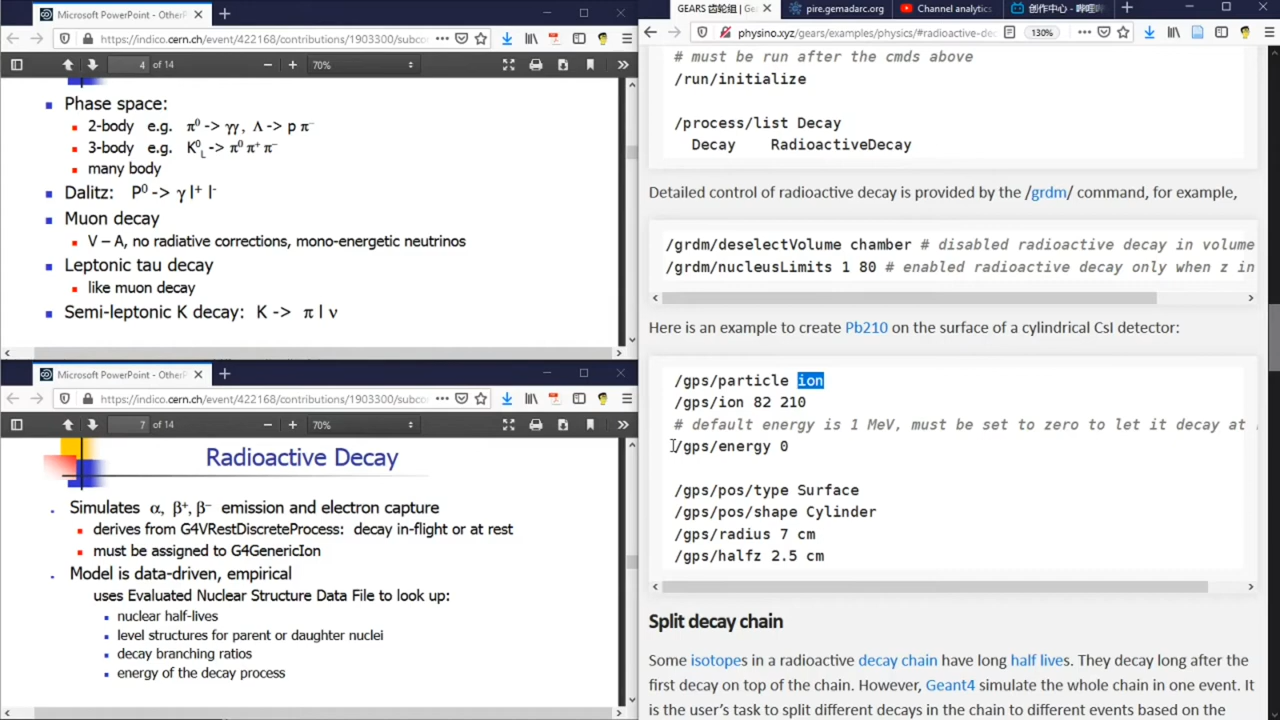 Microsoft PowerPoint - OtherP
https://indico.cern.ch/event/422168/contributions/1903300/subco
4 of 14
70%
Phase space:
2-body e.g. π0 -> γγ, Λ -> p π-
3-body e.g. K0L -> π0 π+ π-
many body
Dalitz: P0 -> γ l+ l-
Muon decay
V – A, no radiative corrections, mono-energetic neutrinos
Leptonic tau decay
like muon decay
Semi-leptonic K decay: K -> π l ν
Microsoft PowerPoint - OtherP
https://indico.cern.ch/event/422168/contributions/1903300/subco
7 of 14
70%
Radioactive Decay
Simulates α, β+, β- emission and electron capture
derives from G4VRestDiscreteProcess: decay in-flight or at rest
must be assigned to G4GenericIon
Model is data-driven, empirical
uses Evaluated Nuclear Structure Data File to look up:
nuclear half-lives
level structures for parent or daughter nuclei
decay branching ratios
energy of the decay process
GEARS 齿轮组 | Ge
pire.gemadarc.org
Channel analytics
创作中心 - 哔哩哔
physino.xyz/gears/examples/physics/#radioactive-dec
130%
# must be run after the cmds above
/run/initialize
/process/list Decay
Decay RadioactiveDecay
Detailed control of radioactive decay is provided by the /grdm/ command, for example,
/grdm/deselectVolume chamber # disabled radioactive decay in volume
/grdm/nucleusLimits 1 80 # enabled radioactive decay only when z in
Here is an example to create Pb210 on the surface of a cylindrical CsI detector:
/gps/particle ion
/gps/ion 82 210
# default energy is 1 MeV, must be set to zero to let it decay at
/gps/energy 0
/gps/pos/type Surface
/gps/pos/shape Cylinder
/gps/radius 7 cm
/gps/halfz 2.5 cm
Split decay chain
Some isotopes in a radioactive decay chain have long half lives. They decay long after the
first decay on top of the chain. However, Geant4 simulate the whole chain in one event. It
is the user's task to split different decays in the chain to different events based on the